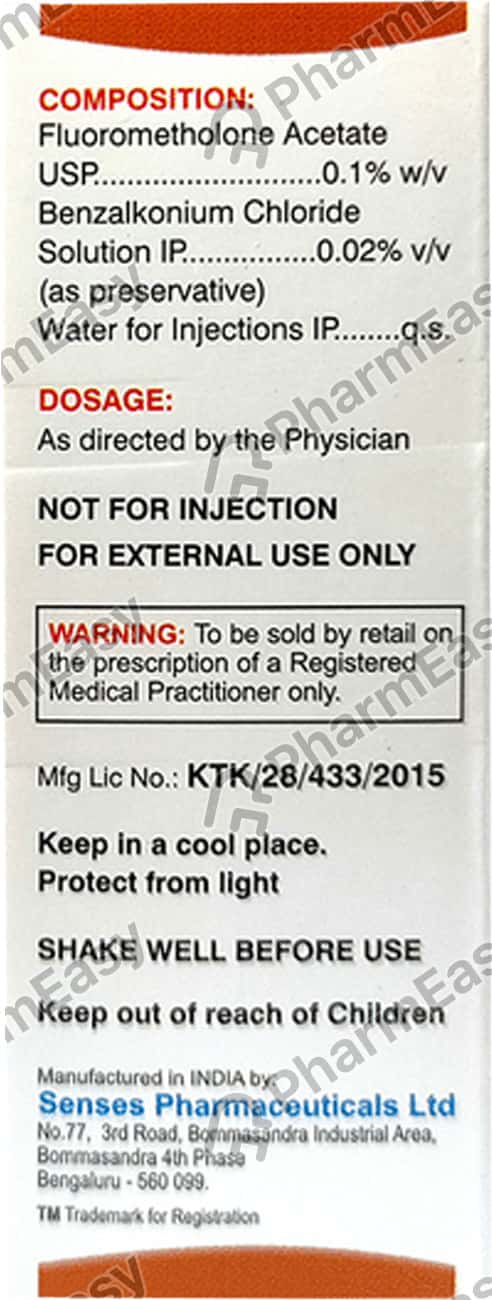 COMPOSITION:
Fluorometholone Acetate
USP...........................0.1% w/v
Benzalkonium Chloride
Solution IP................0.02% v/v
(as preservative)
Water for Injections IP........q.s.
DOSAGE:
As directed by the Physician
NOT FOR INJECTION
FOR EXTERNAL USE ONLY
WARNING: To be sold by retail on
the prescription of a Registered
Medical Practitioner only.
Mfg Lic No.: KTK/28/433/2015
Keep in a cool place.
Protect from light
SHAKE WELL BEFORE USE
Keep out of reach of Children
Manufactured in INDIA by:
Senses Pharmaceuticals Ltd
No.77, 3rd Road, Bommasandra Industrial Area,
Bommasandra 4th Phase
Bengaluru - 560 099.
TM Trademark for Registration
PharmEasy